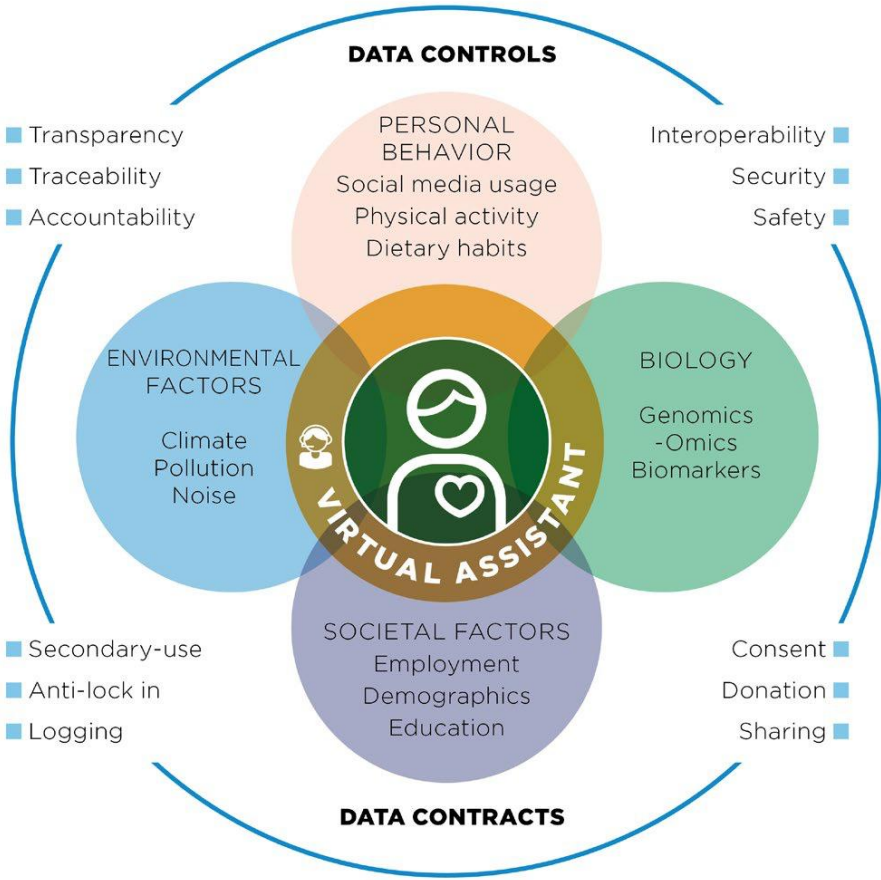 DATA CONTROLS
Transparency
Traceability
Accountability
Interoperability
Security
Safety
PERSONAL
BEHAVIOR
Social media usage
Physical activity
Dietary habits
ENVIRONMENTAL
FACTORS
Climate
Pollution
Noise
BIOLOGY
Genomics
-Omics
Biomarkers
VIRTUAL ASSISTANT
SOCIETAL FACTORS
Employment
Demographics
Education
Secondary-use
Anti-lock in
Logging
Consent
Donation
Sharing
DATA CONTRACTS